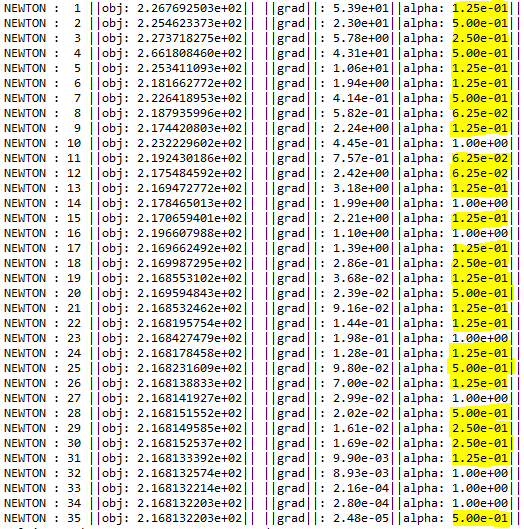 NEWTON :  1 ||obj: 2.267692503e+02|| ||grad||: 5.39e+01||alpha: 1.25e-01||
NEWTON :  2 ||obj: 2.254623373e+02|| ||grad||: 2.30e+01||alpha: 5.00e-01||
NEWTON :  3 ||obj: 2.273718275e+02|| ||grad||: 5.78e+00||alpha: 2.50e-01||
NEWTON :  4 ||obj: 2.661808460e+02|| ||grad||: 4.31e+01||alpha: 5.00e-01||
NEWTON :  5 ||obj: 2.253411093e+02|| ||grad||: 1.06e+01||alpha: 1.25e-01||
NEWTON :  6 ||obj: 2.181662772e+02|| ||grad||: 1.94e+00||alpha: 1.25e-01||
NEWTON :  7 ||obj: 2.226418953e+02|| ||grad||: 4.14e-01||alpha: 5.00e-01||
NEWTON :  8 ||obj: 2.187935996e+02|| ||grad||: 5.82e-01||alpha: 6.25e-02||
NEWTON :  9 ||obj: 2.174420803e+02|| ||grad||: 2.24e+00||alpha: 1.25e-01||
NEWTON : 10 ||obj: 2.232229602e+02|| ||grad||: 4.45e-01||alpha: 1.00e+00||
NEWTON : 11 ||obj: 2.192430186e+02|| ||grad||: 7.57e-01||alpha: 6.25e-02||
NEWTON : 12 ||obj: 2.175484592e+02|| ||grad||: 2.42e+00||alpha: 6.25e-02||
NEWTON : 13 ||obj: 2.169472772e+02|| ||grad||: 3.18e+00||alpha: 1.25e-01||
NEWTON : 14 ||obj: 2.178465013e+02|| ||grad||: 1.99e+00||alpha: 1.00e+00||
NEWTON : 15 ||obj: 2.170659401e+02|| ||grad||: 2.21e+00||alpha: 1.25e-01||
NEWTON : 16 ||obj: 2.196607988e+02|| ||grad||: 1.10e+00||alpha: 1.00e+00||
NEWTON : 17 ||obj: 2.169662492e+02|| ||grad||: 1.39e+00||alpha: 1.25e-01||
NEWTON : 18 ||obj: 2.169987295e+02|| ||grad||: 2.86e-01||alpha: 2.50e-01||
NEWTON : 19 ||obj: 2.168553102e+02|| ||grad||: 3.68e-02||alpha: 1.25e-01||
NEWTON : 20 ||obj: 2.169594843e+02|| ||grad||: 2.39e-02||alpha: 5.00e-01||
NEWTON : 21 ||obj: 2.168532462e+02|| ||grad||: 9.16e-02||alpha: 1.25e-01||
NEWTON : 22 ||obj: 2.168195754e+02|| ||grad||: 1.44e-01||alpha: 1.25e-01||
NEWTON : 23 ||obj: 2.168427479e+02|| ||grad||: 1.98e-01||alpha: 1.00e+00||
NEWTON : 24 ||obj: 2.168178458e+02|| ||grad||: 1.28e-01||alpha: 1.25e-01||
NEWTON : 25 ||obj: 2.168231609e+02|| ||grad||: 9.80e-02||alpha: 5.00e-01||
NEWTON : 26 ||obj: 2.168138833e+02|| ||grad||: 7.00e-02||alpha: 1.25e-01||
NEWTON : 27 ||obj: 2.168141927e+02|| ||grad||: 2.99e-02||alpha: 1.00e+00||
NEWTON : 28 ||obj: 2.168151552e+02|| ||grad||: 2.02e-02||alpha: 5.00e-01||
NEWTON : 29 ||obj: 2.168149585e+02|| ||grad||: 1.61e-02||alpha: 2.50e-01||
NEWTON : 30 ||obj: 2.168152537e+02|| ||grad||: 1.69e-02||alpha: 2.50e-01||
NEWTON : 31 ||obj: 2.168133392e+02|| ||grad||: 9.90e-03||alpha: 1.25e-01||
NEWTON : 32 ||obj: 2.168132574e+02|| ||grad||: 8.93e-03||alpha: 1.00e+00||
NEWTON : 33 ||obj: 2.168132214e+02|| ||grad||: 2.16e-04||alpha: 1.00e+00||
NEWTON : 34 ||obj: 2.168132203e+02|| ||grad||: 2.80e-04||alpha: 1.00e+00||
NEWTON : 35 ||obj: 2.168132203e+02|| ||grad||: 2.48e-05||alpha: 5.00e-01||